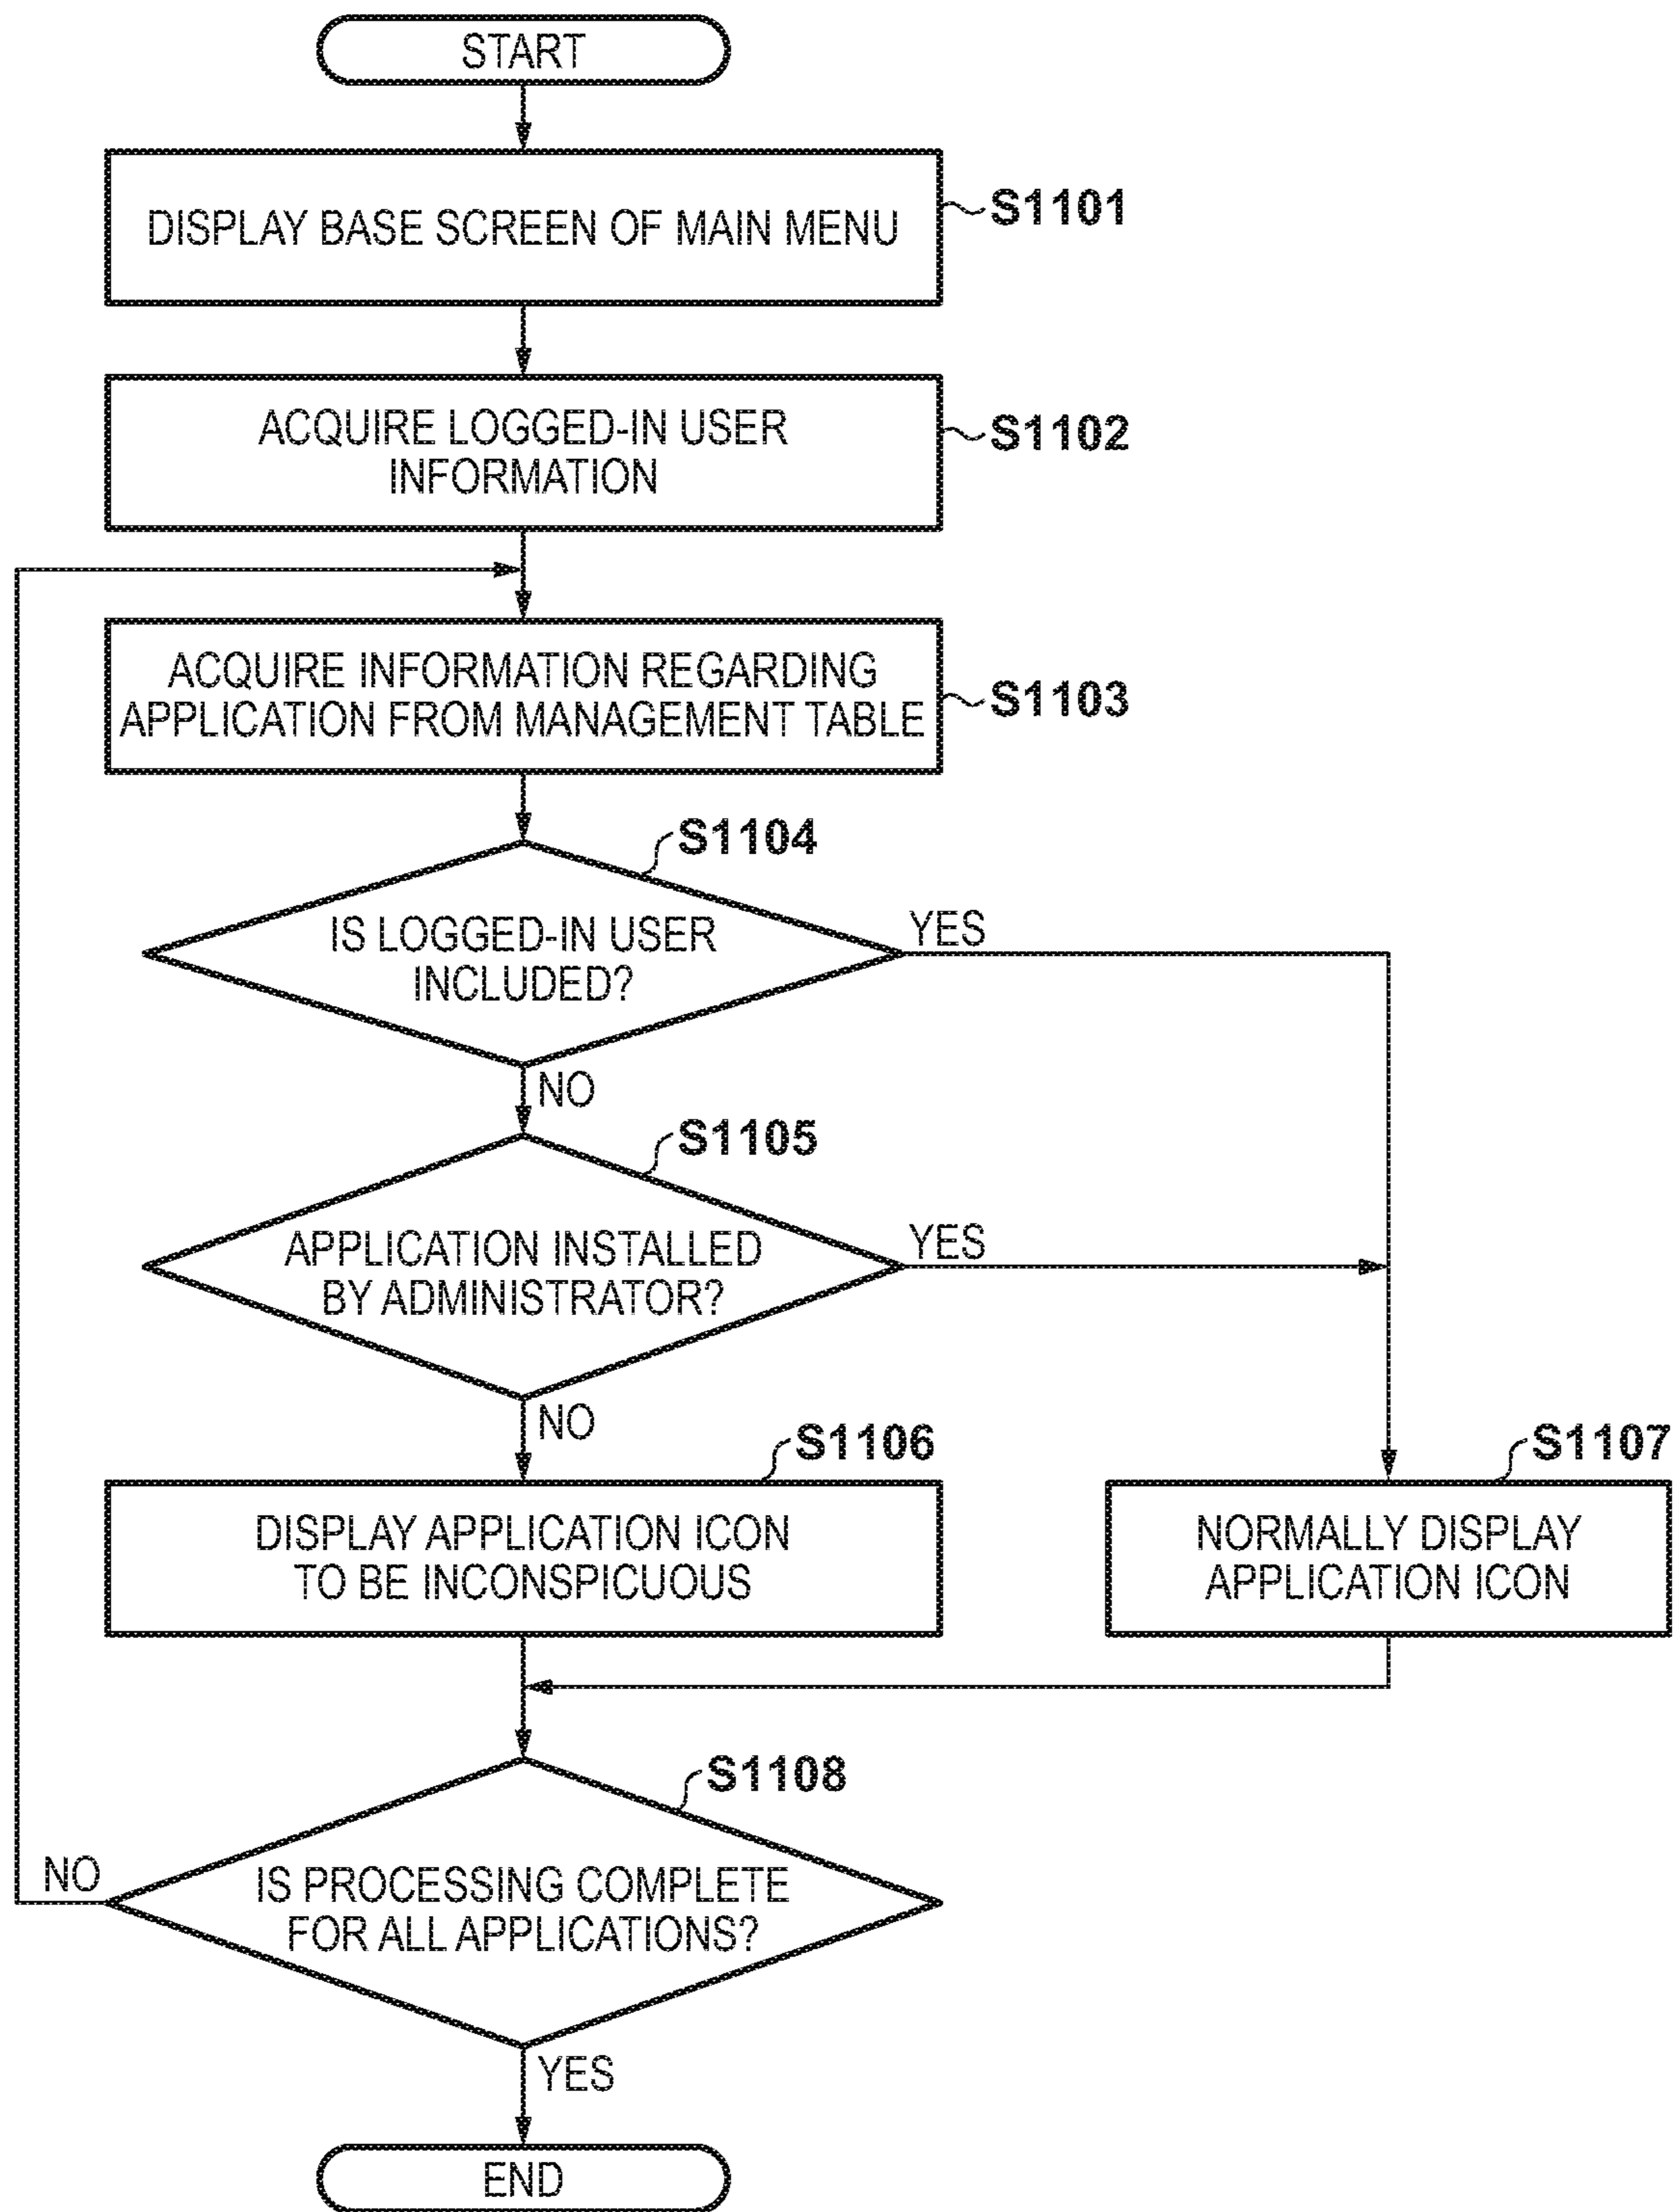 START
DISPLAY BASE SCREEN OF MAIN MENU
S1101
ACQUIRE LOGGED-IN USER
INFORMATION
S1102
ACQUIRE INFORMATION REGARDING
APPLICATION FROM MANAGEMENT TABLE
S1103
S1104
IS LOGGED-IN USER
INCLUDED?
YES
NO
S1105
APPLICATION INSTALLED
BY ADMINISTRATOR?
YES
NO
S1106
DISPLAY APPLICATION ICON
TO BE INCONSPICUOUS
S1107
NORMALLY DISPLAY
APPLICATION ICON
S1108
IS PROCESSING COMPLETE
FOR ALL APPLICATIONS?
NO
YES
END